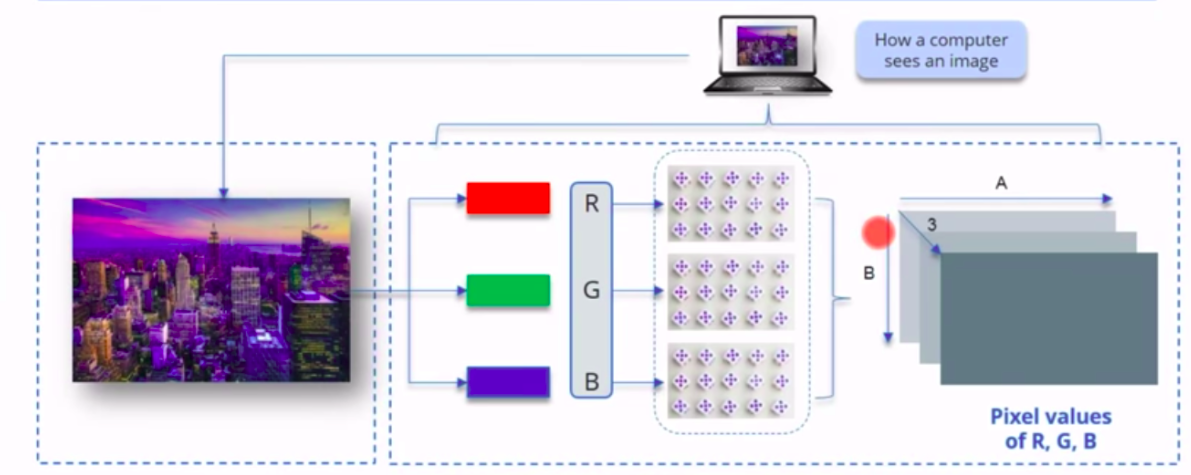 How a computer
sees an image
A
3
B
R
G
B
Pixel values
of R, G, B